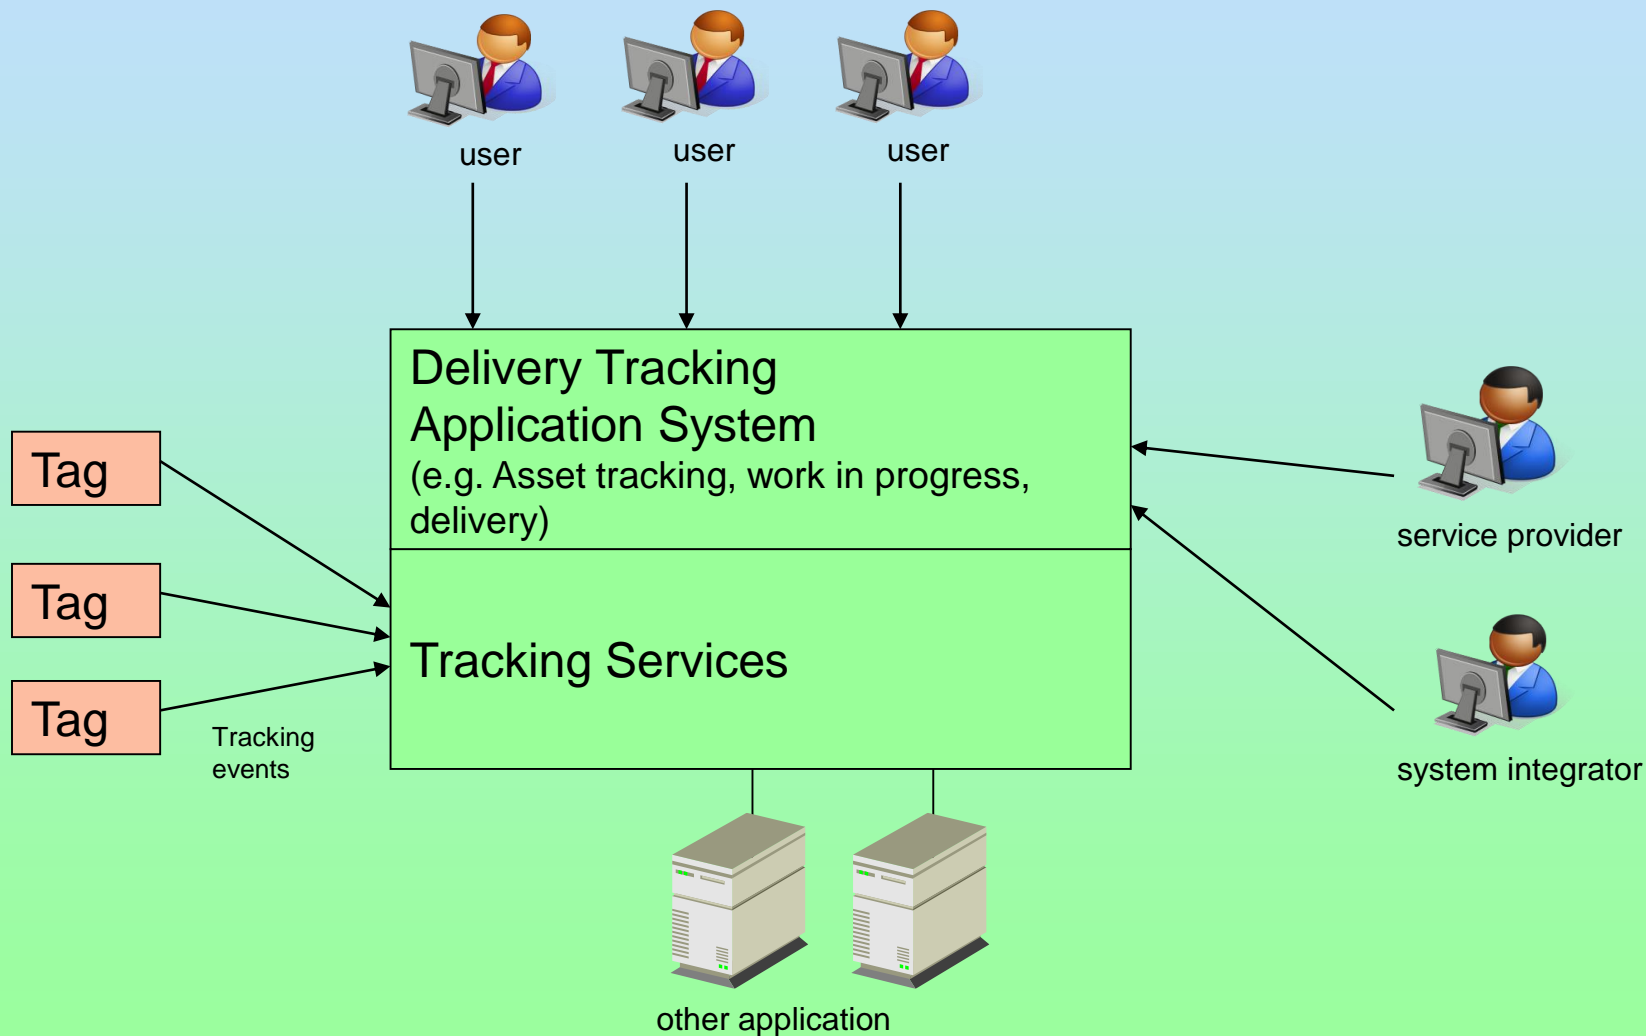 user
user
user
Delivery Tracking
Application System
(e.g. Asset tracking, work in progress,
delivery)
Tag
Tag
Tag
Tracking
events
Tracking Services
service provider
system integrator
other application